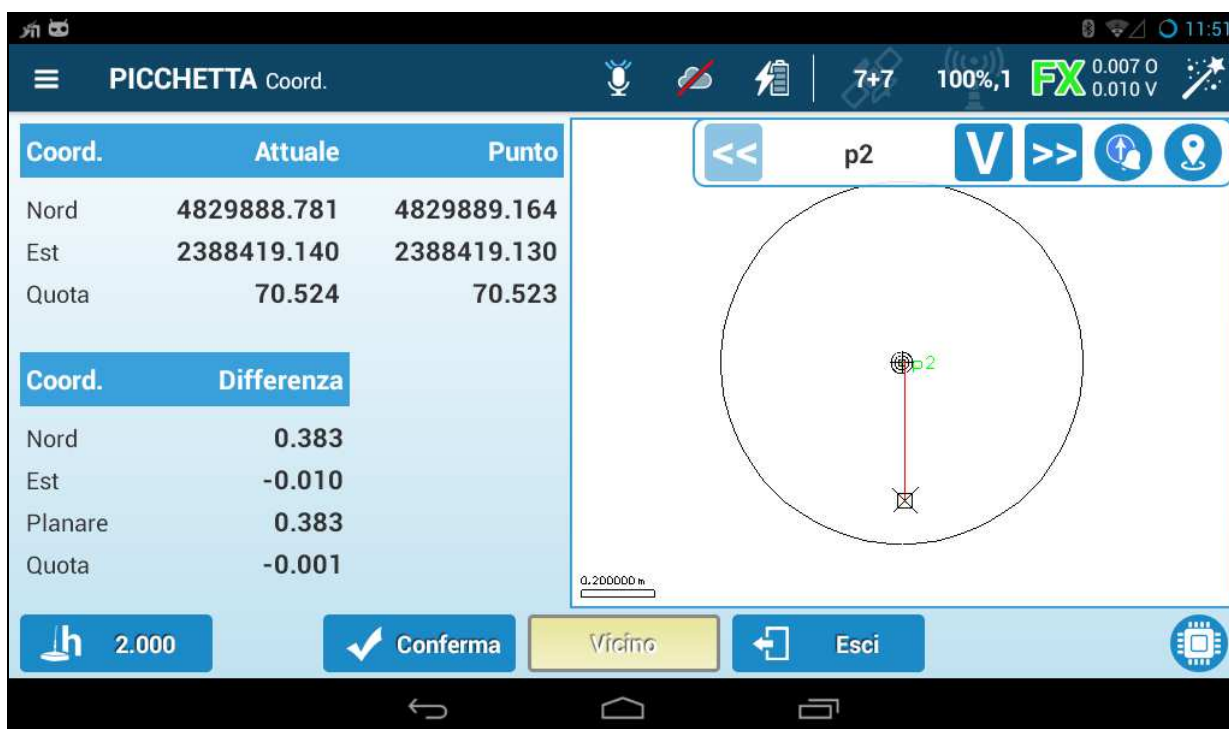 11:51
PICCHETTA Coord.
7+7
100%,1
FX
0.007 O
0.010 V
Coord. Attuale Punto
Nord 4829888.781 4829889.164
Est 2388419.140 2388419.130
Quota 70.524 70.523
Coord. Differenza
Nord 0.383
Est -0.010
Planare 0.383
Quota -0.001
<< p2 V >>
p2
0.200000 m
h 2.000
Conferma
Vicino
Esci